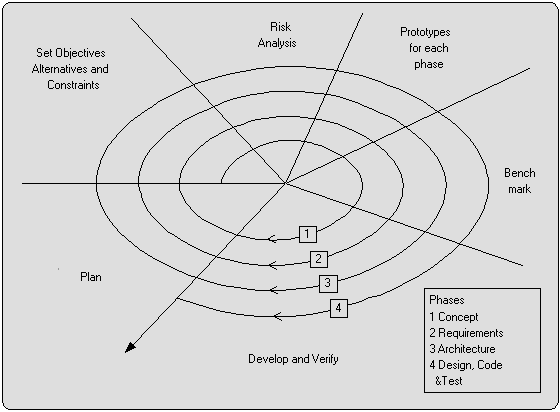 Risk
Analysis
Prototypes
for each
phase
Set Objectives
Alternatives and
Constraints
Bench
mark
1
2
3
4
Plan
Develop and Verify
Phases
1 Concept
2 Requirements
3 Architecture
4 Design, Code
&Test